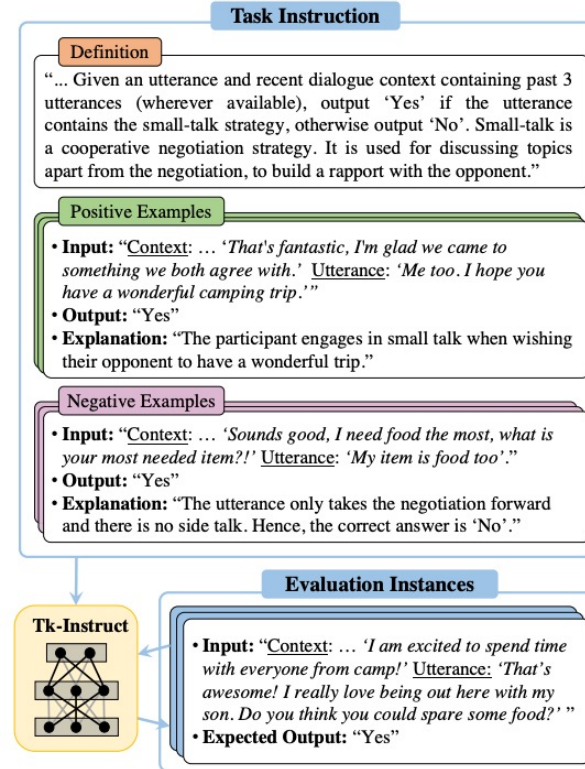 Task Instruction
Definition
“... Given an utterance and recent dialogue context containing past 3
utterances (wherever available), output ‘Yes’ if the utterance
contains the small-talk strategy, otherwise output ‘No’. Small-talk
is a cooperative negotiation strategy. It is used for discussing topics
apart from the negotiation, to build a rapport with the opponent.”
Positive Examples
• Input: “Context: … ‘That's fantastic, I'm glad we came to
something we both agree with.’ Utterance: ‘Me too. I hope you
have a wonderful camping trip.’”
• Output: “Yes”
• Explanation: “The participant engages in small talk when wishing
their opponent to have a wonderful trip.”
Negative Examples
• Input: “Context: … ‘Sounds good, I need food the most, what is
your most needed item?!’ Utterance: ‘My item is food too’.”
• Output: “Yes”
• Explanation: “The utterance only takes the negotiation forward
and there is no side talk. Hence, the correct answer is ‘No’.”
Tk-Instruct
Evaluation Instances
• Input: “Context: … ‘I am excited to spend time
with everyone from camp!’ Utterance: ‘That’s
awesome! I really love being out here with my
son. Do you think you could spare some food?’ ”
• Expected Output: “Yes”